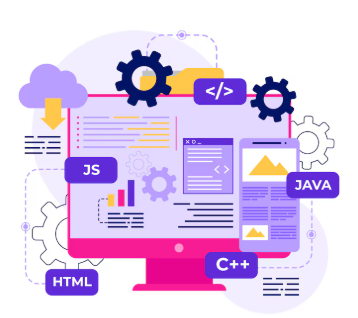 </>
JS
< >
JAVA
C++
HTML